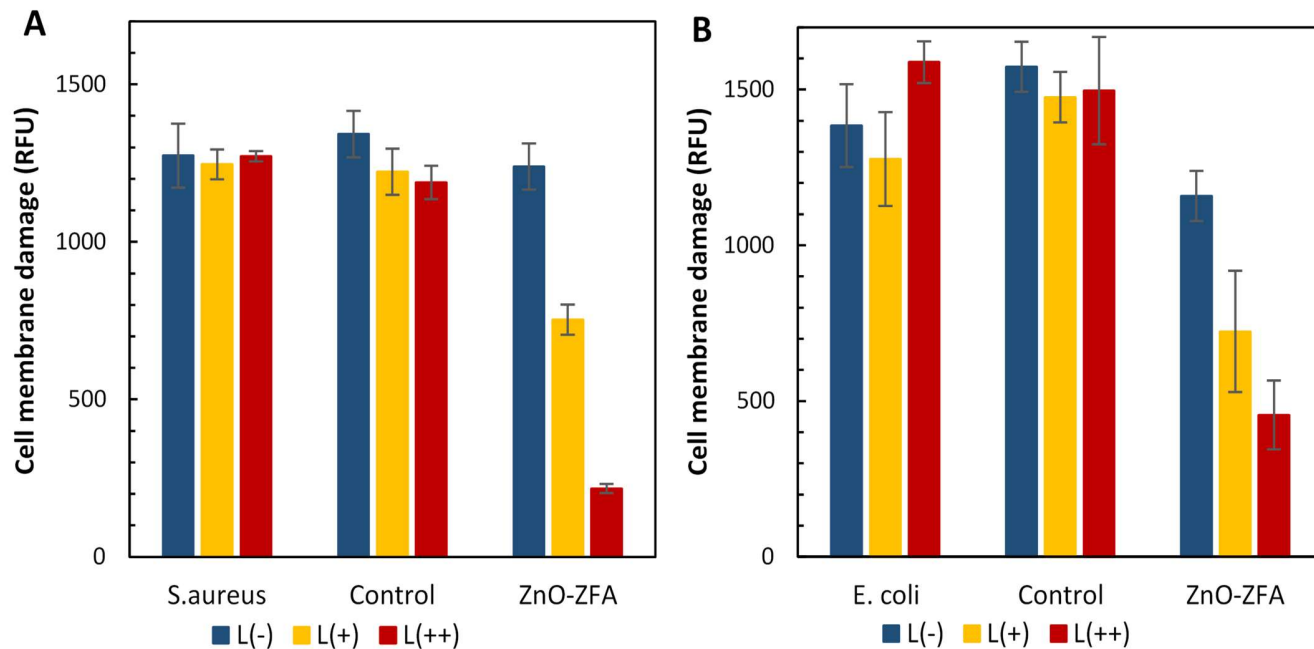 A
Cell membrane damage (RFU)
1500
1000
500
0
S.aureus Control ZnO-ZFA
L(-) L(+) L(++)
B
Cell membrane damage (RFU)
1500
1000
500
0
E. coli Control ZnO-ZFA
L(-) L(+) L(++)